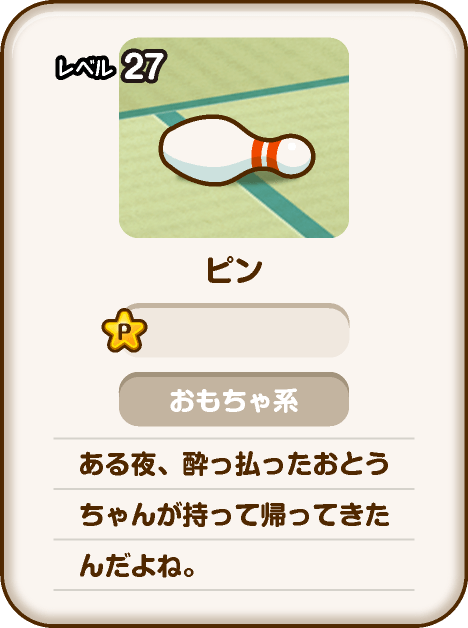 レベル 27
ピン
P
おもちゃ系
ある夜、酔っ払ったおとう
ちゃんが持って帰ってきた
んだよね。